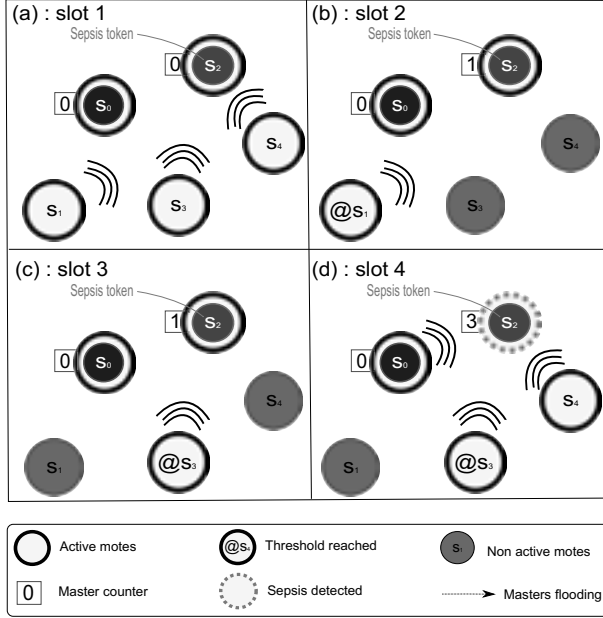 (a) : slot 1
Sepsis token
0
S₂
0
S₀
S₄
S₁
S₃
(b) : slot 2
Sepsis token
1
S₂
0
S₀
S₄
@S₁
S₃
(c) : slot 3
Sepsis token
1
S₂
0
S₀
S₄
S₁
@S₃
(d) : slot 4
Sepsis token
3
S₂
0
S₀
S₄
S₁
@S₃
Active motes
@S₄ Threshold reached
S₁ Non active motes
0 Master counter
Sepsis detected
Masters flooding